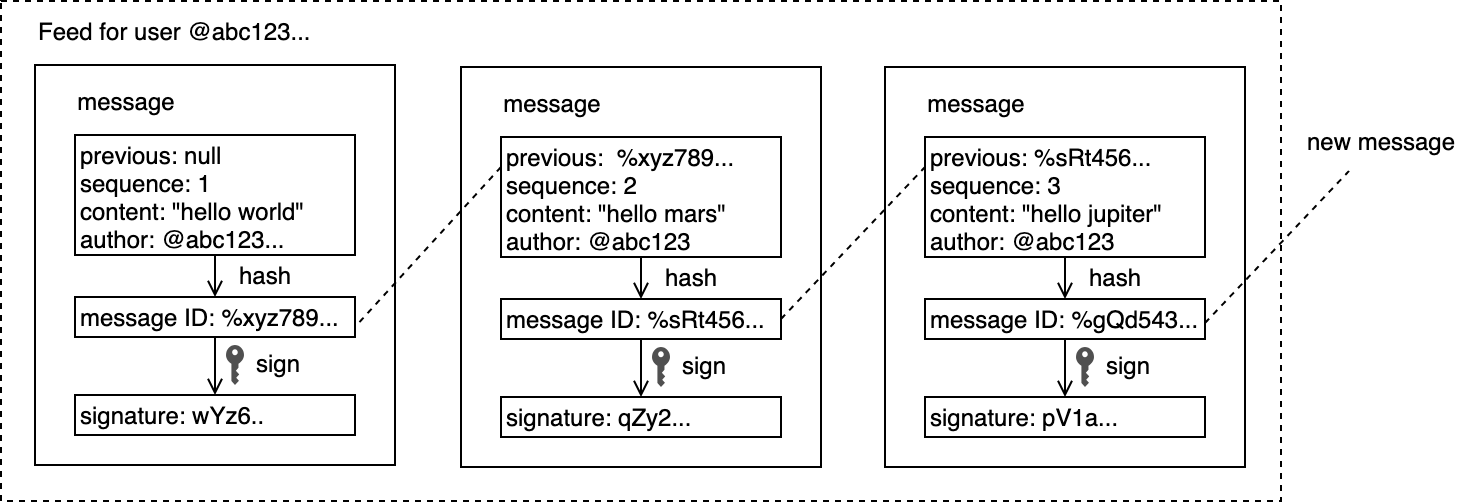 Feed for user @abc123...
message
previous: null
sequence: 1
content: "hello world"
author: @abc123...
hash
message ID: %xyz789...
sign
signature: wYz6..
message
previous:  %xyz789...
sequence: 2
content: "hello mars"
author: @abc123
hash
message ID: %sRt456...
sign
signature: qZy2...
message
previous: %sRt456...
sequence: 3
content: "hello jupiter"
author: @abc123
hash
message ID: %gQd543...
sign
signature: pV1a...
new message